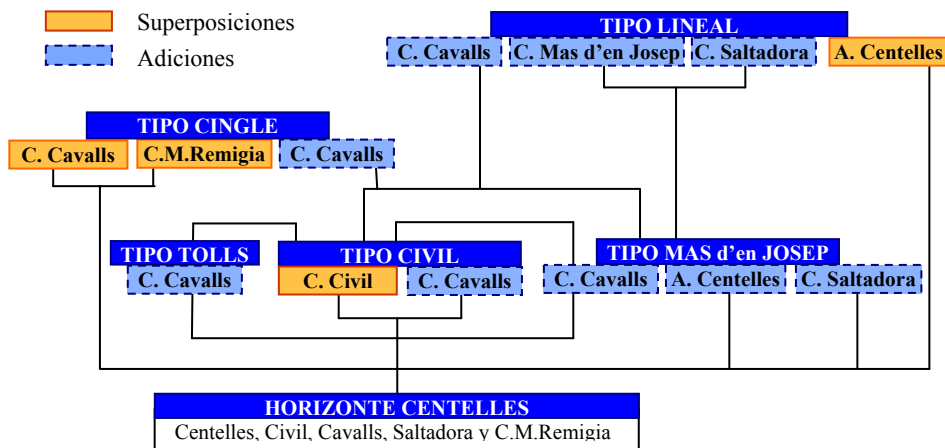 Superposiciones
Adiciones
TIPO LINEAL
C. Cavalls C. Mas d'en Josep C. Saltadora A. Centelles
TIPO CINGLE
C. Cavalls C.M.Remigia C. Cavalls
TIPO TOLLS TIPO CIVIL TIPO MAS d'en JOSEP
C. Cavalls C. Civil C. Cavalls C. Cavalls A. Centelles C. Saltadora
HORIZONTE CENTELLES
Centelles, Civil, Cavalls, Saltadora y C.M.Remigia